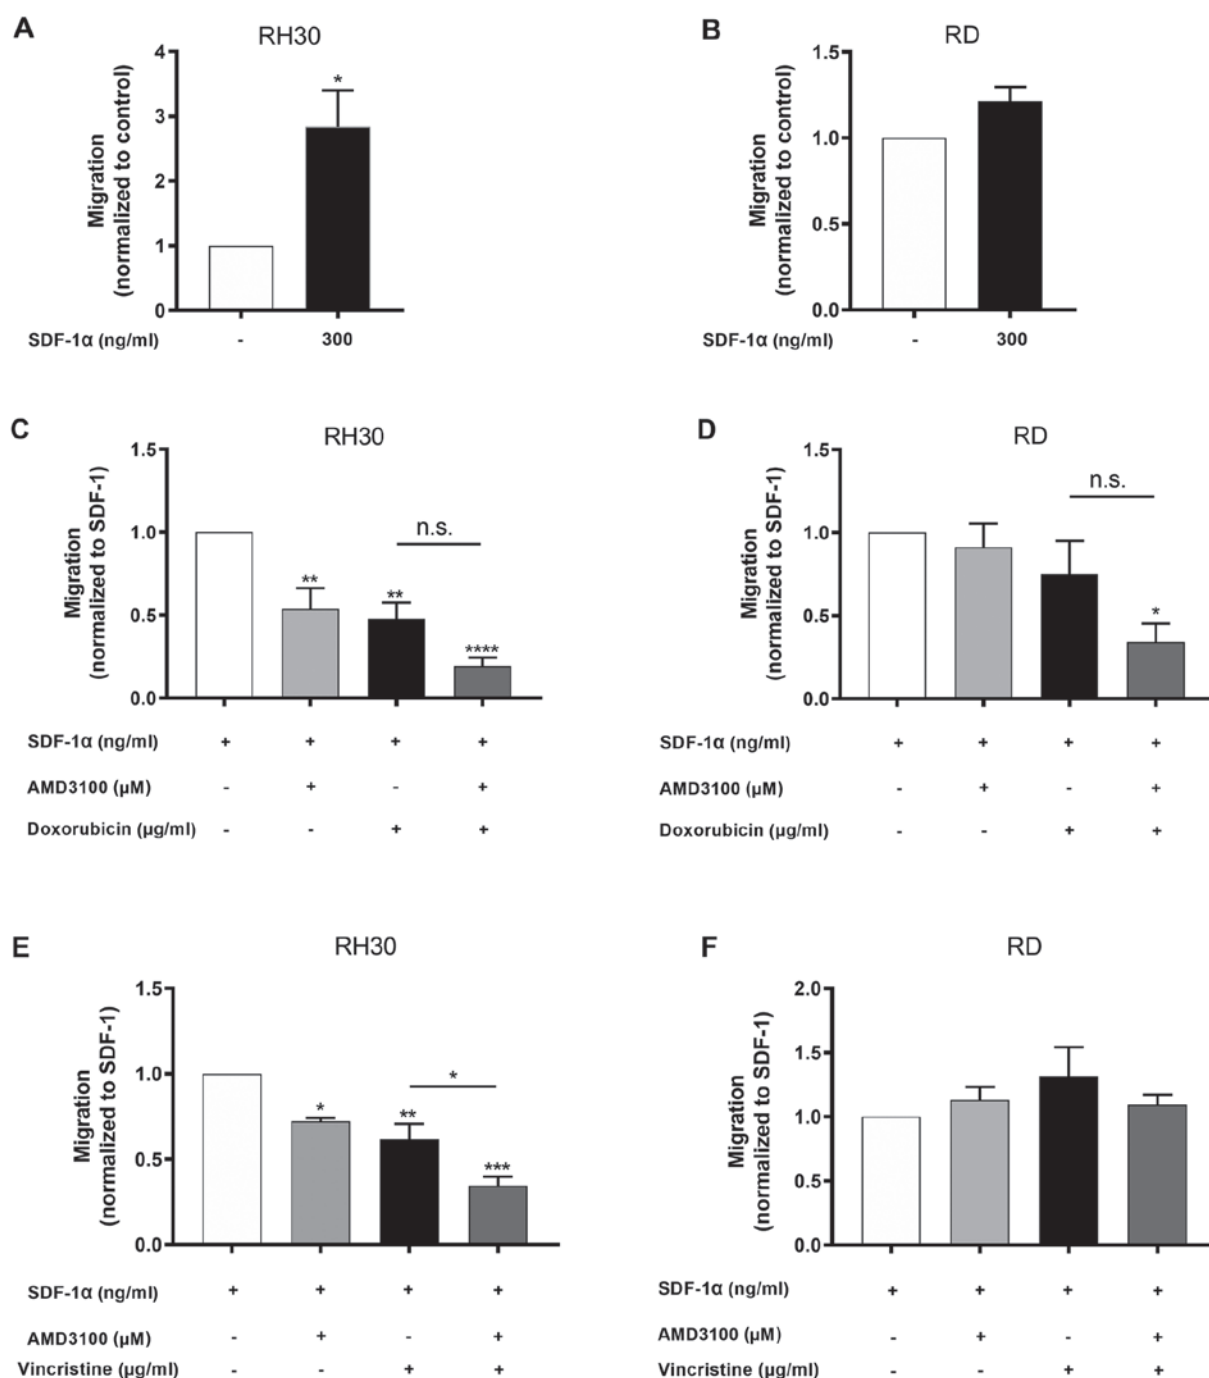 A
RH30
Migration
(normalized to control)
4
*
3
2
1
0
SDF-1α (ng/ml)
-
300
B
RD
Migration
(normalized to control)
1.5
1.0
0.5
0.0
SDF-1α (ng/ml)
-
300
C
RH30
Migration
(normalized to SDF-1)
1.5
1.0
n.s.
** **
0.5
****
0.0
SDF-1α (ng/ml) + + + +
AMD3100 (µM) - + - +
Doxorubicin (µg/ml) - - + +
D
RD
Migration
(normalized to SDF-1)
1.5
n.s.
1.0
0.5
*
0.0
SDF-1α (ng/ml) + + + +
AMD3100 (µM) - + - +
Doxorubicin (µg/ml) - - + +
E
RH30
Migration
(normalized to SDF-1)
1.5
1.0
*
* **
0.5
***
0.0
SDF-1α (ng/ml) + + + +
AMD3100 (µM) - + - +
Vincristine (µg/ml) - - + +
F
RD
Migration
(normalized to SDF-1)
2.0
1.5
1.0
0.5
0.0
SDF-1α (ng/ml) + + + +
AMD3100 (µM) - + - +
Vincristine (µg/ml) - - + +